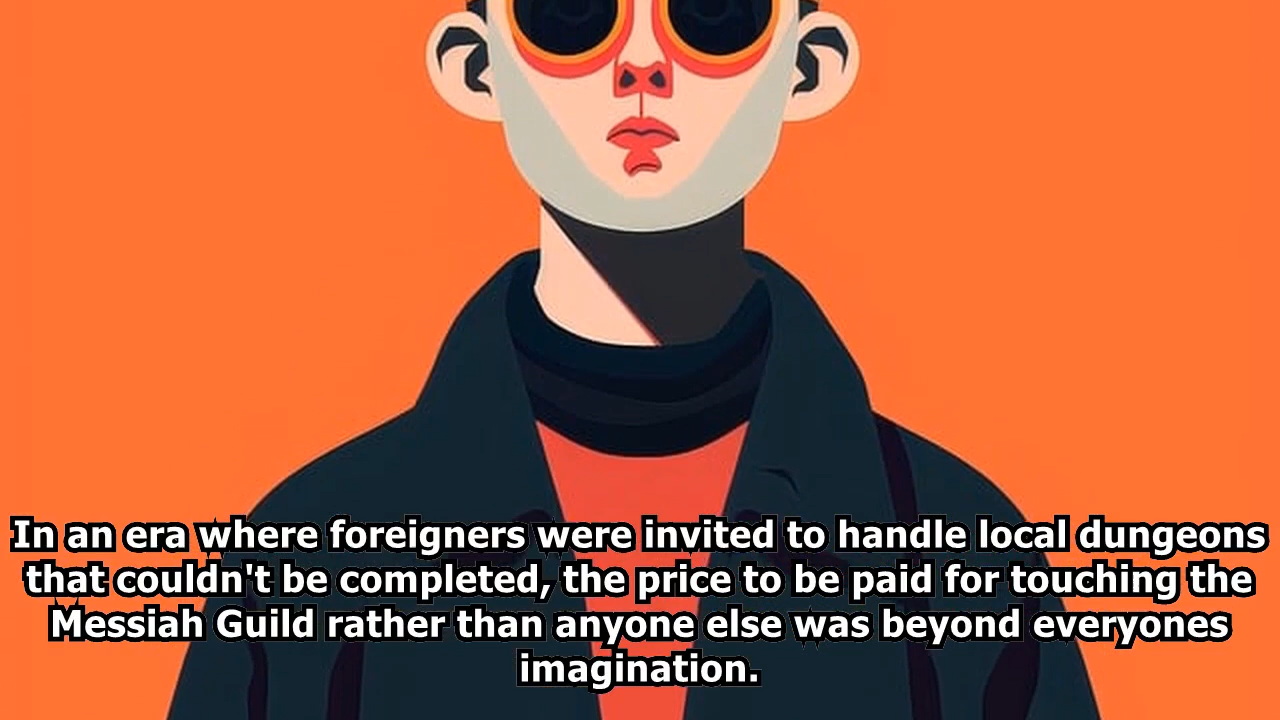 In an era where foreigners were invited to handle local dungeons
that couldn't be completed, the price to be paid for touching the
Messiah Guild rather than anyone else was beyond everyones
imagination.